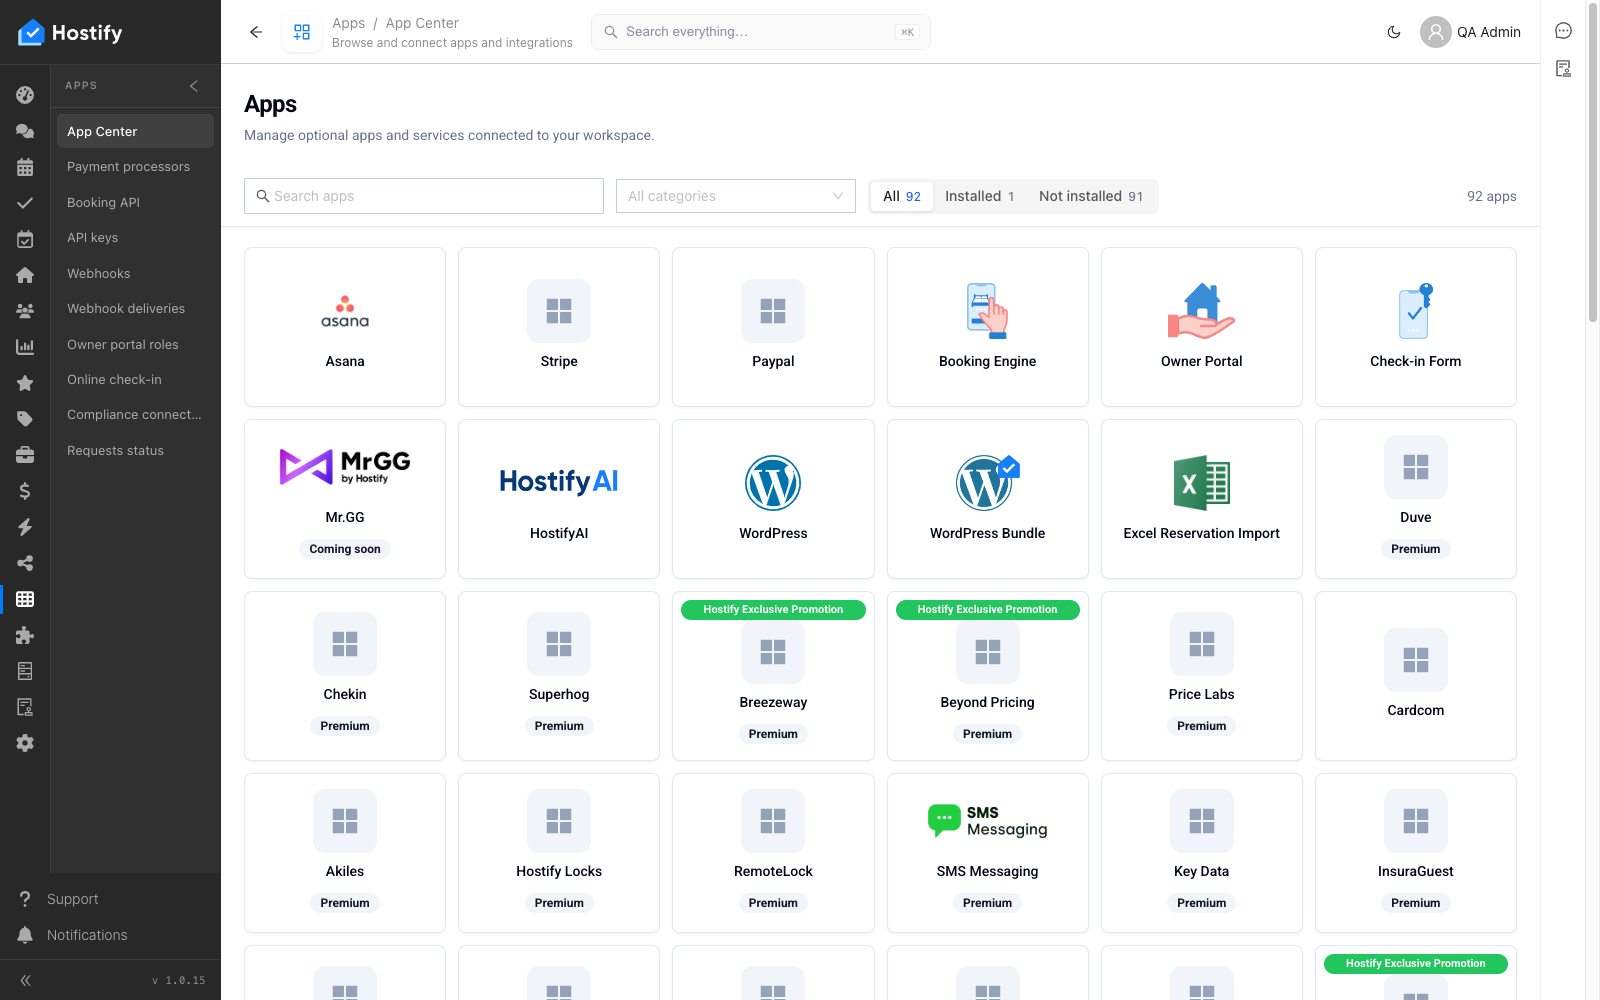 Hostify
Apps / App Center
Browse and connect apps and integrations
Search everything...
⌘K
QA Admin
APPS
App Center
Payment processors
Booking API
API keys
Webhooks
Webhook deliveries
Owner portal roles
Online check-in
Compliance connect...
Requests status
Support
Notifications
v 1.0.15
Apps
Manage optional apps and services connected to your workspace.
Search apps
All categories
All 92
Installed 1
Not installed 91
92 apps
asana
Asana
Stripe
Paypal
Booking Engine
Owner Portal
Check-in Form
MrGG
by Hostify
Mr.GG
Coming soon
HostifyAI
HostifyAI
WordPress
WordPress Bundle
X
Excel Reservation Import
Duve
Premium
Chekin
Premium
Superhog
Premium
Hostify Exclusive Promotion
Breezeway
Premium
Hostify Exclusive Promotion
Beyond Pricing
Premium
Price Labs
Premium
Cardcom
Akiles
Premium
Hostify Locks
Premium
RemoteLock
Premium
SMS
Messaging
SMS Messaging
Premium
Key Data
Premium
InsuraGuest
Premium
Hostify Exclusive Promotion